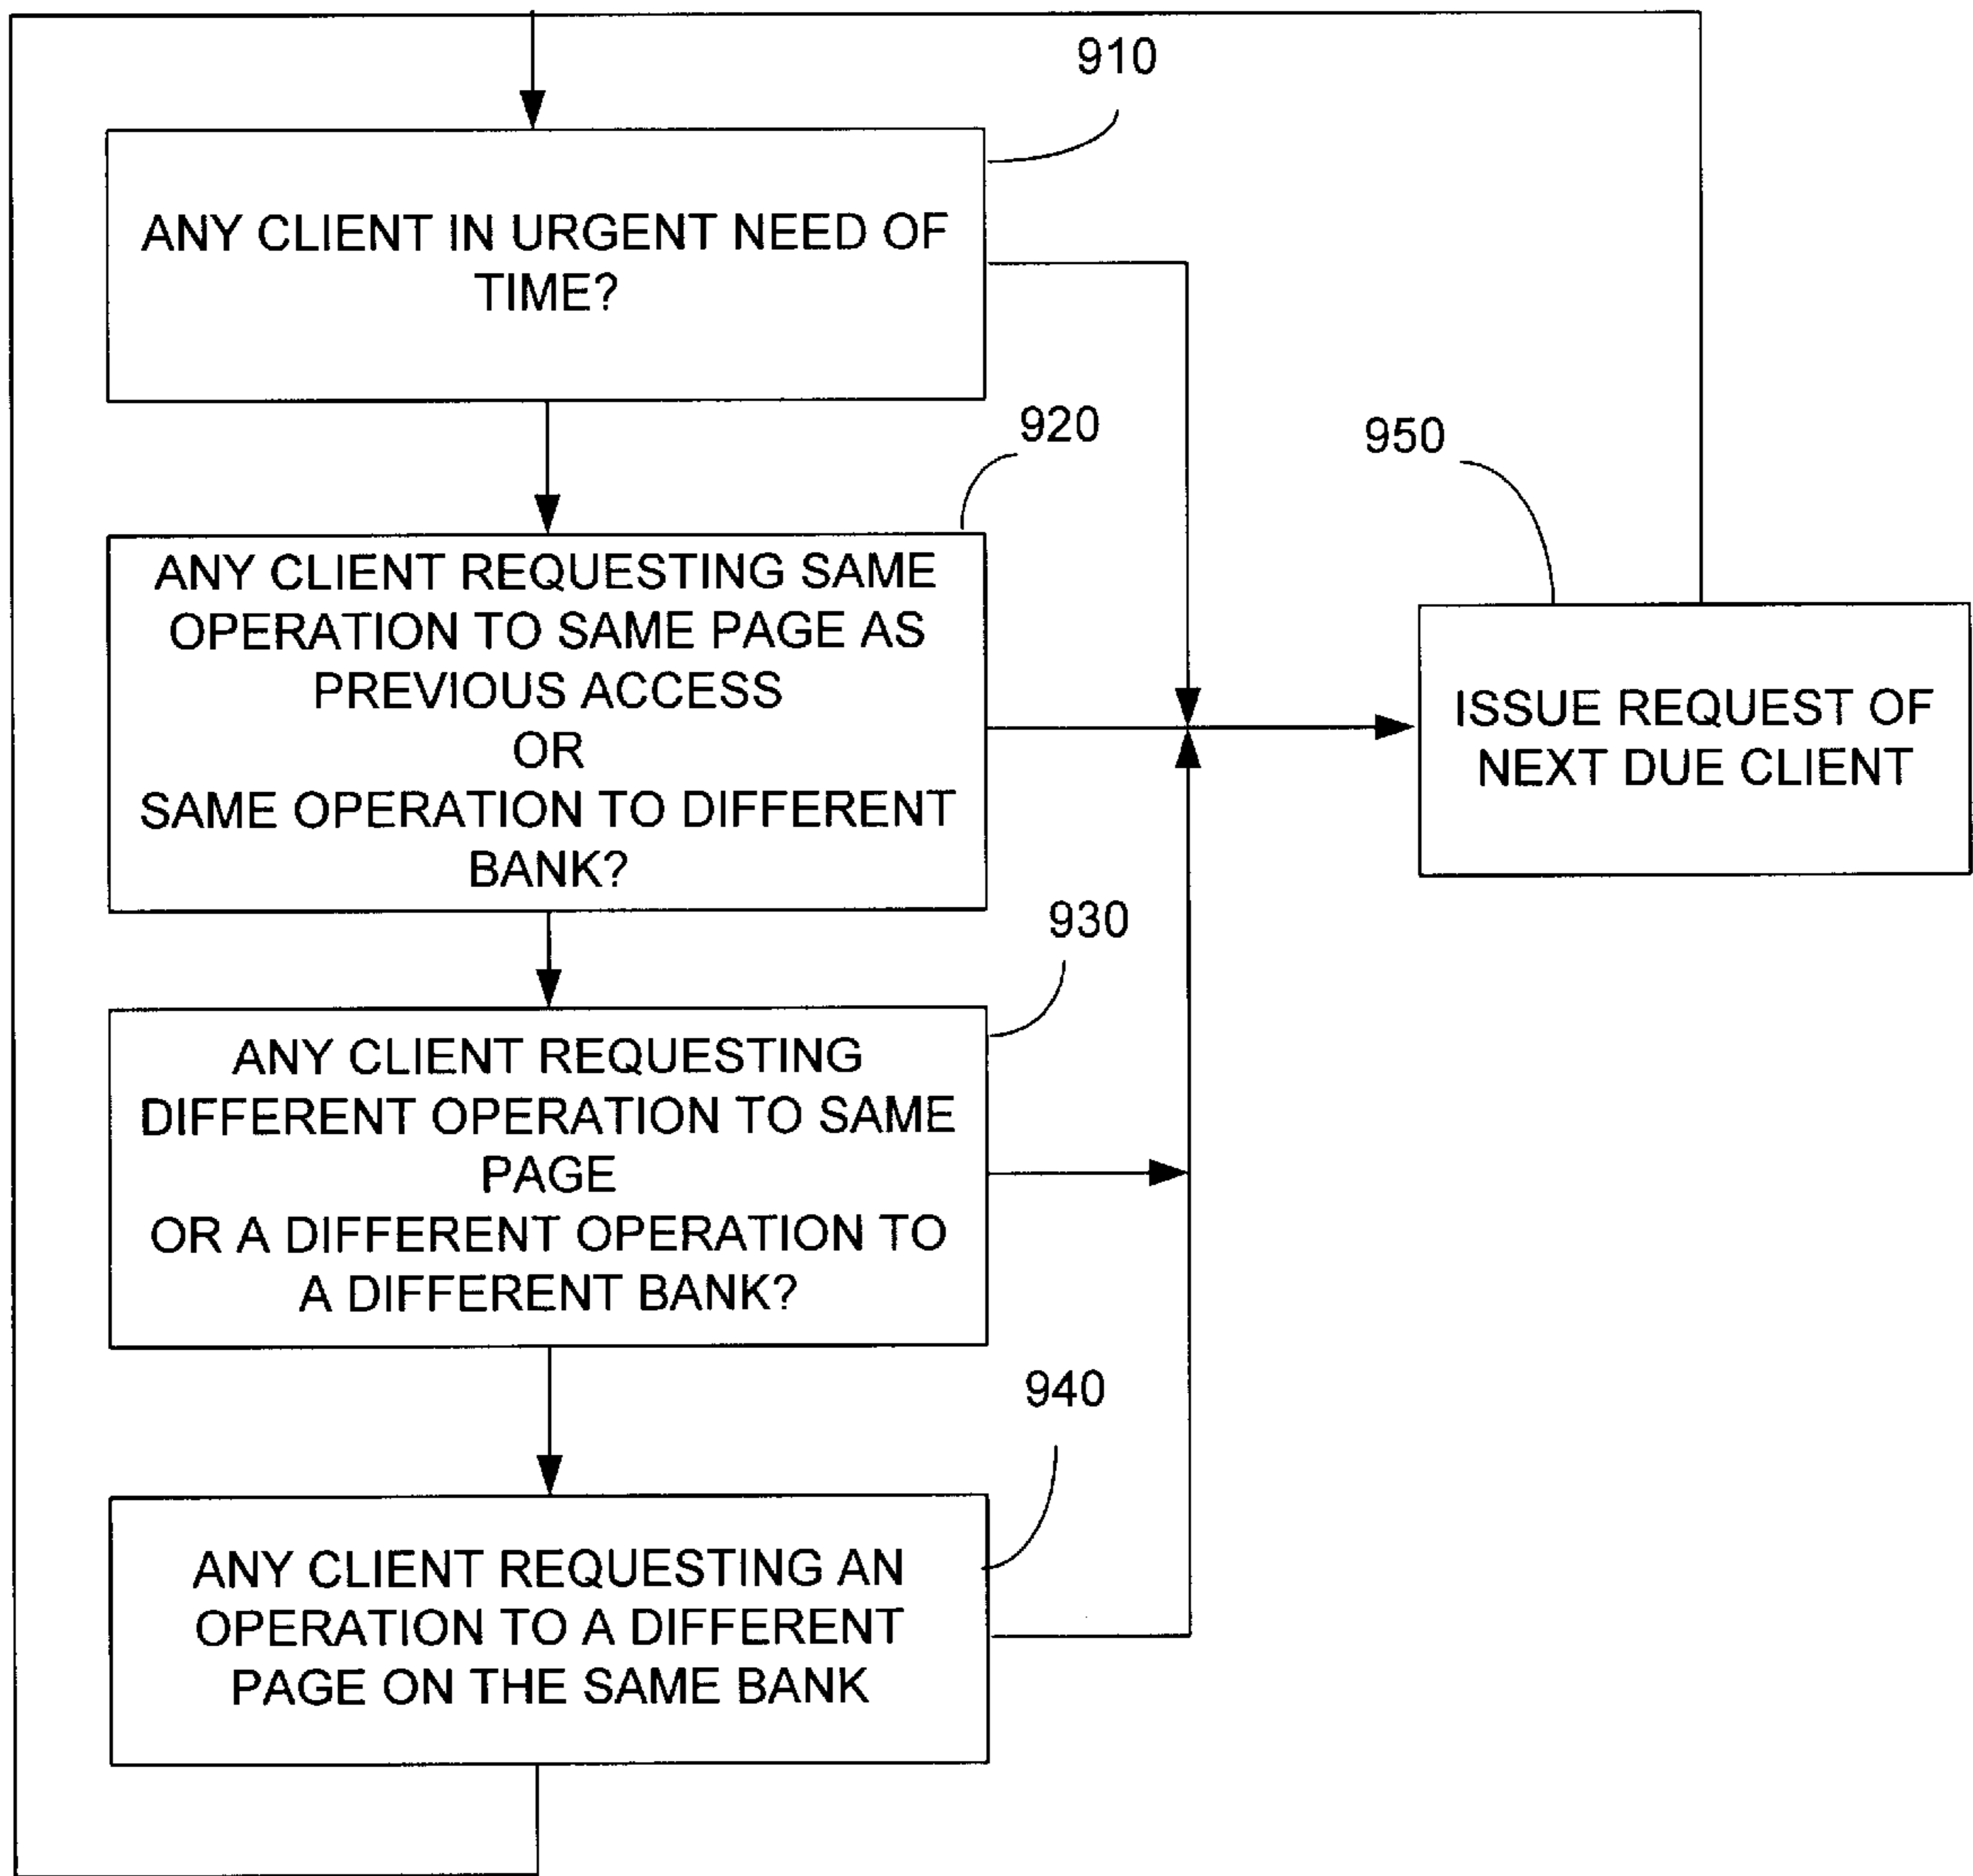 910
ANY CLIENT IN URGENT NEED OF
TIME?
920
950
ANY CLIENT REQUESTING SAME
OPERATION TO SAME PAGE AS
PREVIOUS ACCESS
OR
SAME OPERATION TO DIFFERENT
BANK?
ISSUE REQUEST OF
NEXT DUE CLIENT
930
ANY CLIENT REQUESTING
DIFFERENT OPERATION TO SAME
PAGE
OR A DIFFERENT OPERATION TO
A DIFFERENT BANK?
940
ANY CLIENT REQUESTING AN
OPERATION TO A DIFFERENT
PAGE ON THE SAME BANK